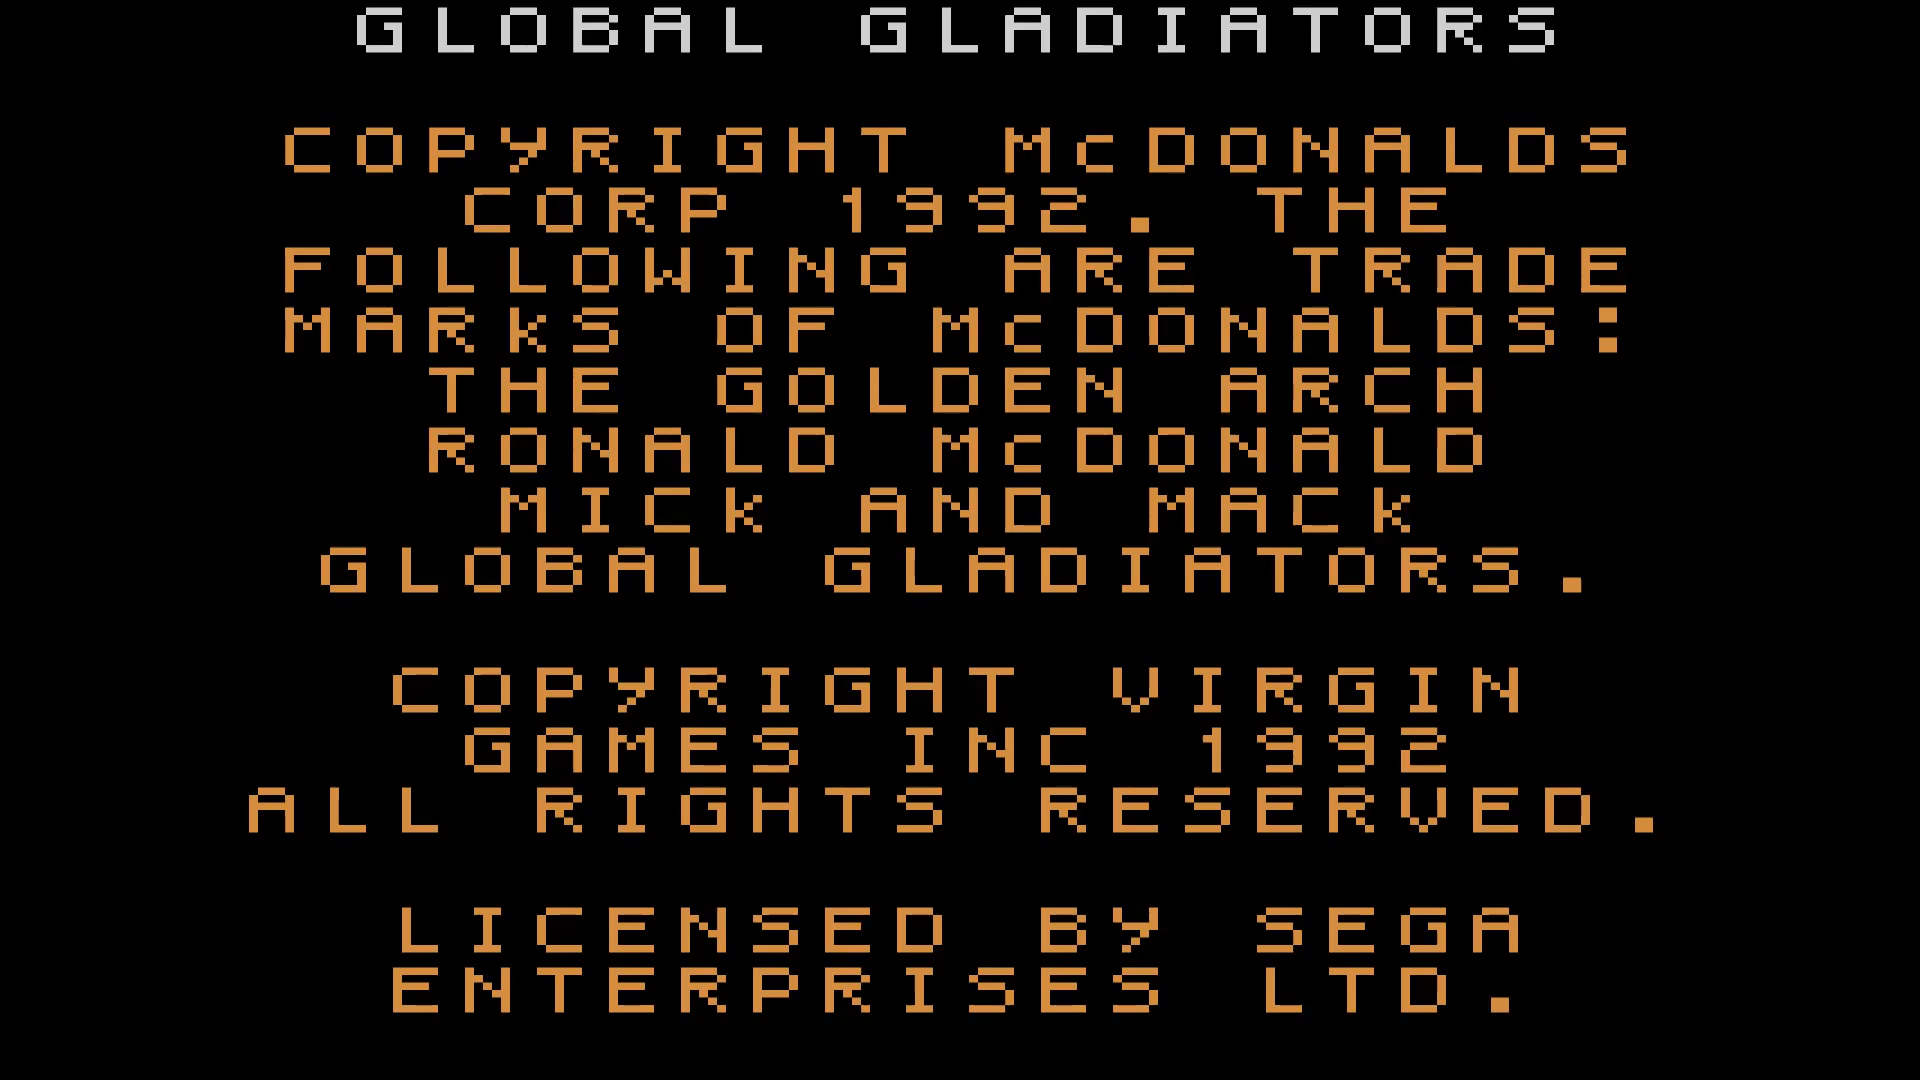 GLOBAL GLADIATORS
COPYRIGHT McDONALDS
CORP 1992. THE
FOLLOWING ARE TRADE
MARKS OF McDONALDS:
THE GOLDEN ARCH
RONALD McDONALD
MICK AND MACK
GLOBAL GLADIATORS.
COPYRIGHT VIRGIN
GAMES INC 1992
ALL RIGHTS RESERVED.
LICENSED BY SEGA
ENTERPRISES LTD.